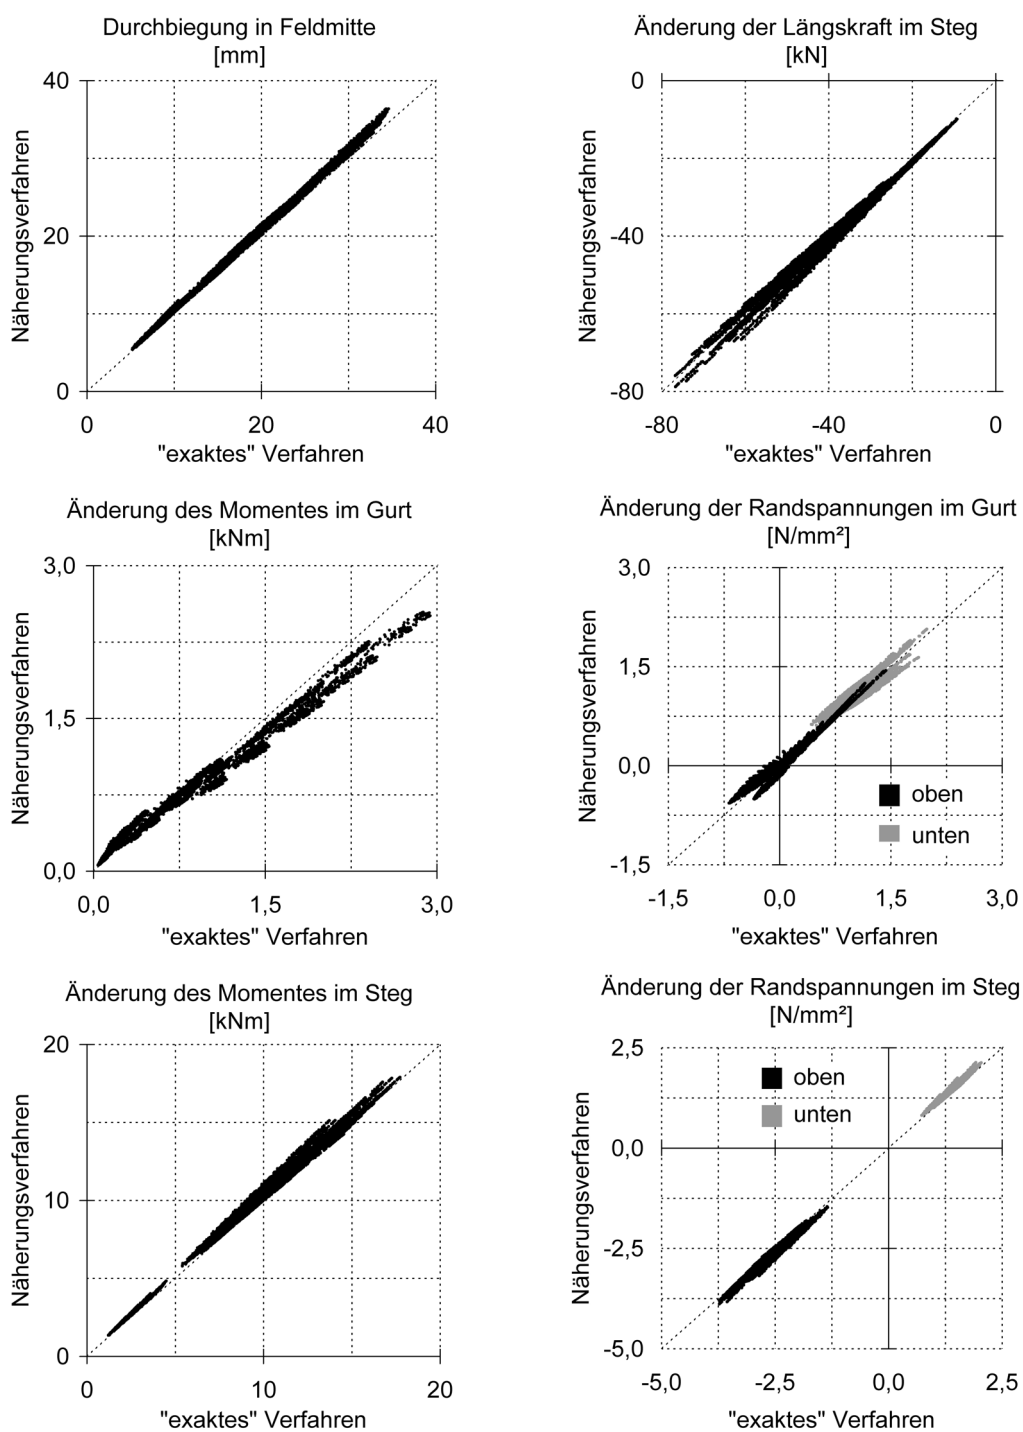 Durchbiegung in Feldmitte
[mm]
40
20
0
0
20
40
Näherungsverfahren
"exaktes" Verfahren
Änderung der Längskraft im Steg
[kN]
0
-40
-80
-80
-40
0
Näherungsverfahren
"exaktes" Verfahren
Änderung des Momentes im Gurt
[kNm]
3,0
1,5
0,0
0,0
1,5
3,0
Näherungsverfahren
"exaktes" Verfahren
Änderung der Randspannungen im Gurt
[N/mm²]
3,0
1,5
0,0
-1,5
-1,5
0,0
1,5
3,0
oben
unten
Näherungsverfahren
"exaktes" Verfahren
Änderung des Momentes im Steg
[kNm]
20
10
0
0
10
20
Näherungsverfahren
"exaktes" Verfahren
Änderung der Randspannungen im Steg
[N/mm²]
2,5
0,0
-2,5
-5,0
-5,0
-2,5
0,0
2,5
oben
unten
Näherungsverfahren
"exaktes" Verfahren